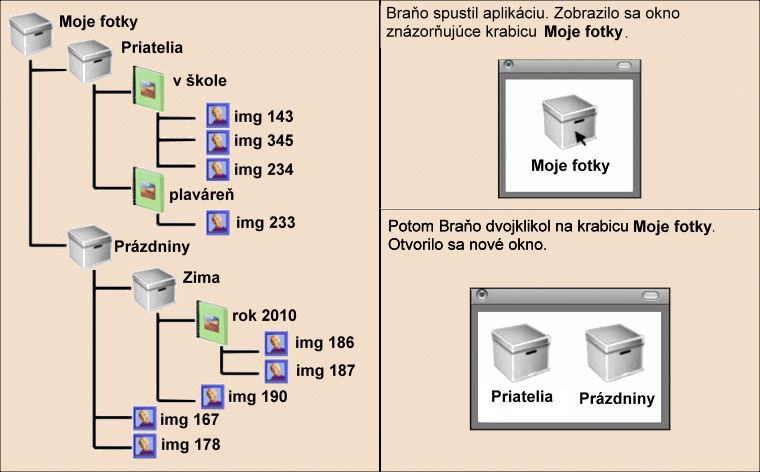 Moje fotky
Priatelia
v škole
img 143
img 345
img 234
plaváreň
img 233
Prázdniny
Zima
rok 2010
img 186
img 187
img 190
img 167
img 178
Braňo spustil aplikáciu. Zobrazilo sa okno
znázorňujúce krabicu Moje fotky.
Moje fotky
Potom Braňo dvojklikol na krabicu Moje fotky.
Otvorilo sa nové okno.
Priatelia
Prázdniny